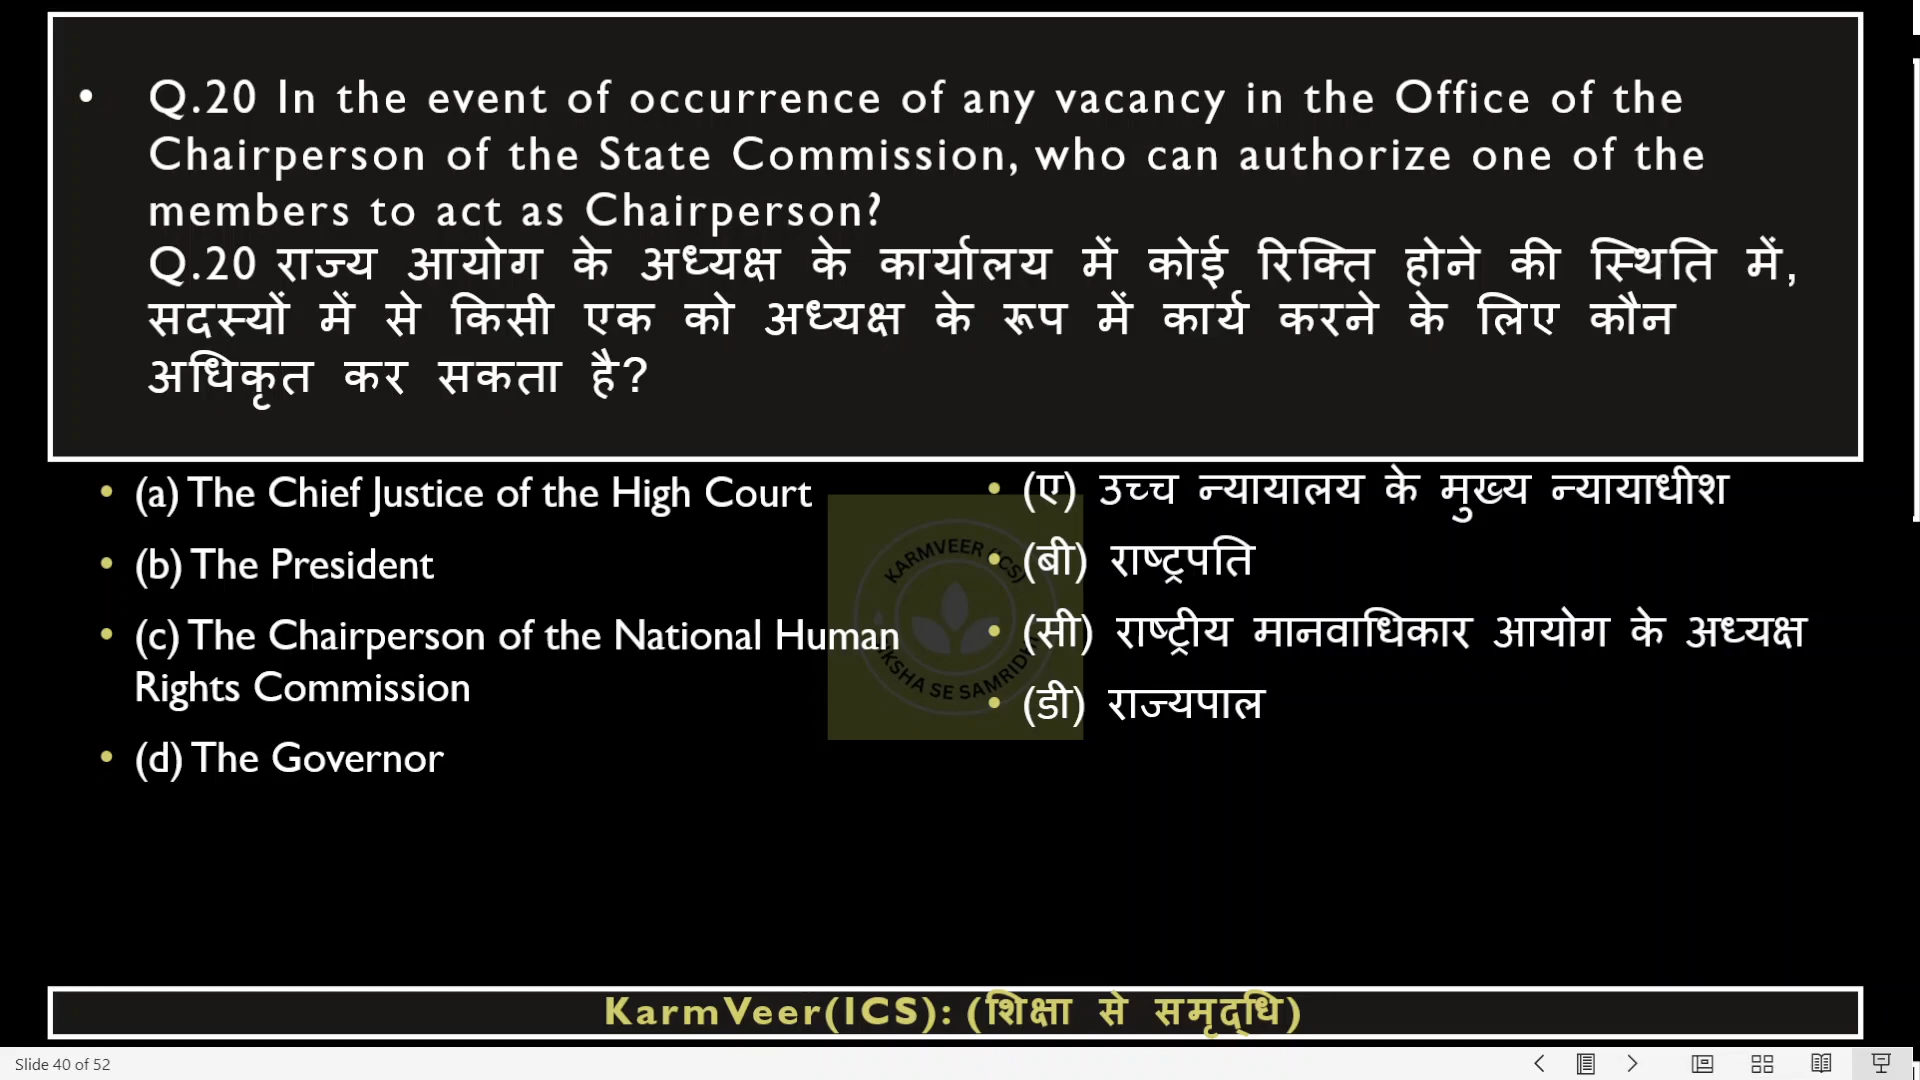 Q.20 In the event of occurrence of any vacancy in the Office of the
Chairperson of the State Commission, who can authorize one of the
members to act as Chairperson?
Q.20 राज्य आयोग के अध्यक्ष के कार्यालय में कोई रिक्ति होने की स्थिति में,
सदस्यों में से किसी एक को अध्यक्ष के रूप में कार्य करने के लिए कौन
अधिकृत कर सकता है?
(a) The Chief Justice of the High Court
(b) The President
(c) The Chairperson of the National Human
Rights Commission
(d) The Governor
(ए) उच्च न्यायालय के मुख्य न्यायाधीश
(बी) राष्ट्रपति
(सी) राष्ट्रीय मानवाधिकार आयोग के अध्यक्ष
(डी) राज्यपाल
KARMVEER (ICS)
SE SAMRIDHI
KarmVeer(ICS): (शिक्षा से समृद्धि)
Slide 40 of 52